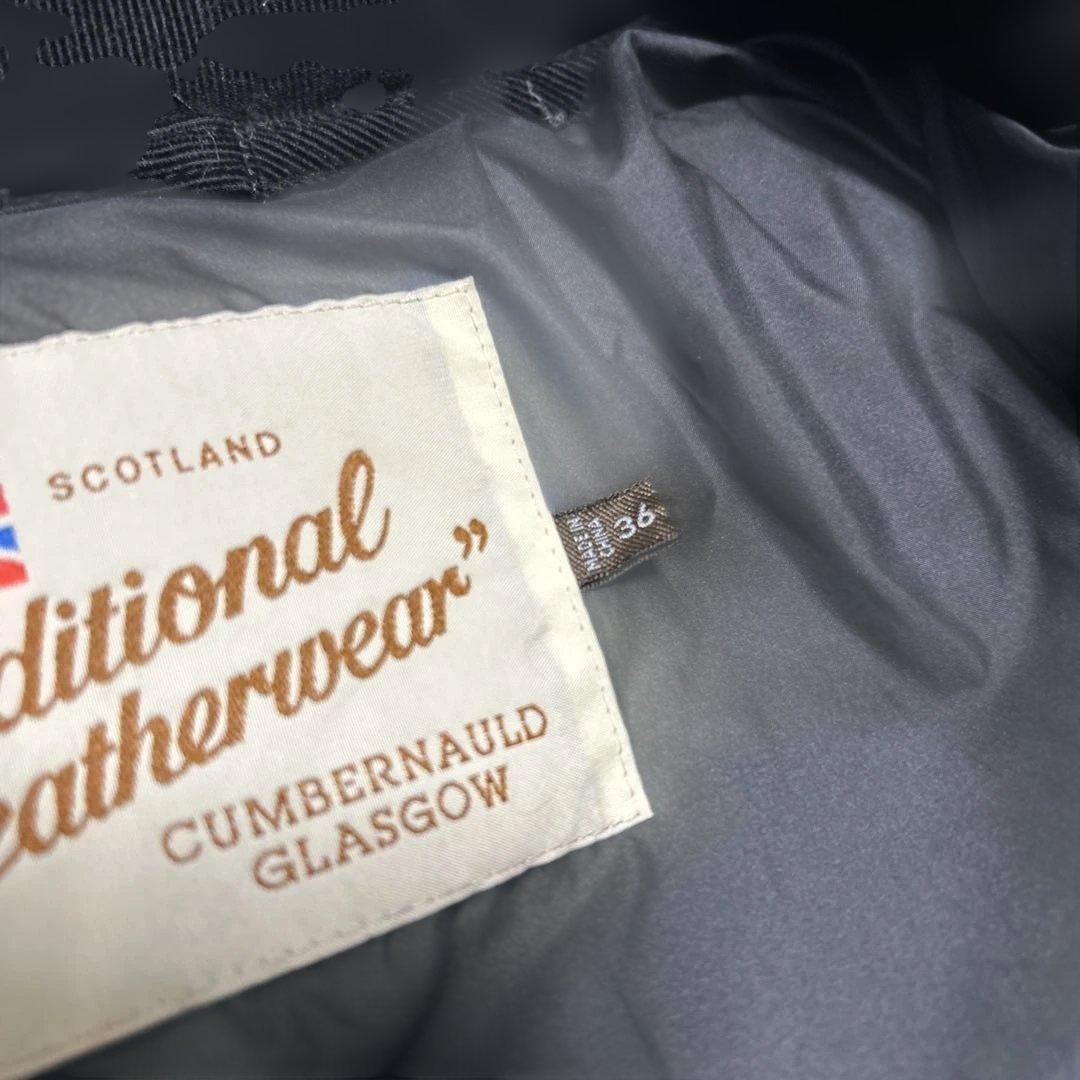 SCOTLAND
ditional
eatherwear”
CUMBERNAULD
GLASGOW
MADE IN
CHINA
36